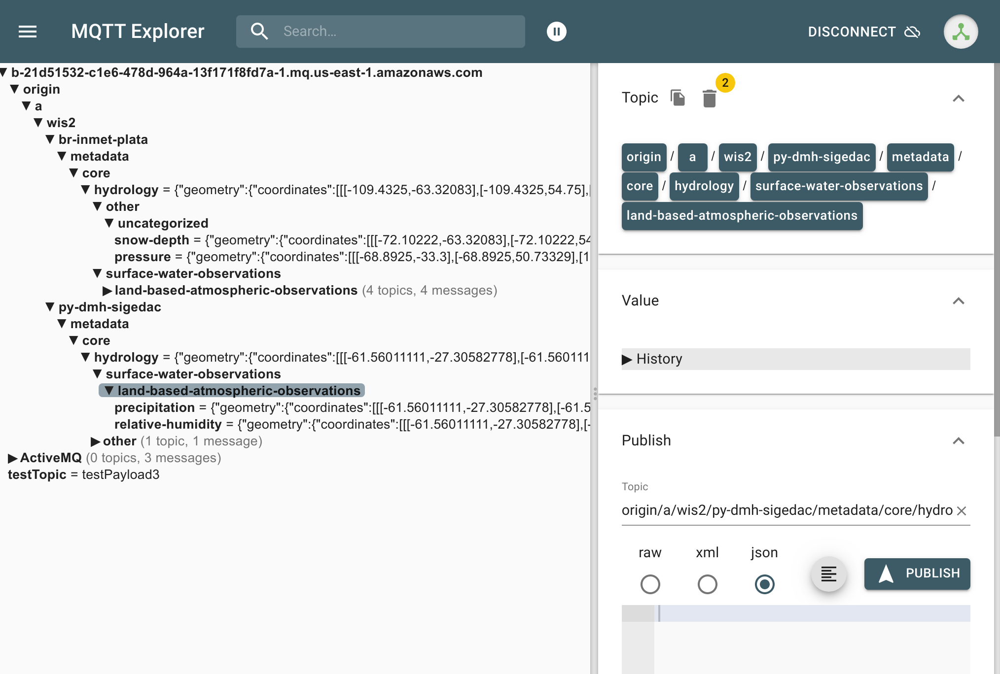 MQTT Explorer
Search...
DISCONNECT
▼ b-21d51532-c1e6-478d-964a-13f171f8fd7a-1.mq.us-east-1.amazonaws.com
▼ origin
▼ a
▼ wis2
▼ br-inmet-plata
▼ metadata
▼ core
▼ hydrology = {"geometry":{"coordinates":[[[-109.4325,-63.32083],[-109.4325,54.75],
▼ other
▼ uncategorized
snow-depth = {"geometry":{"coordinates":[[[-72.10222,-63.32083],[-72.10222,54
pressure = {"geometry":{"coordinates":[[[-68.8925,-33.3],[-68.8925,50.73329],[1
▼ surface-water-observations
▶ land-based-atmospheric-observations (4 topics, 4 messages)
▼ py-dmh-sigedac
▼ metadata
▼ core
▼ hydrology = {"geometry":{"coordinates":[[[-61.56011111,-27.30582778],[-61.560111
▼ surface-water-observations
▼ land-based-atmospheric-observations
precipitation = {"geometry":{"coordinates":[[[-61.56011111,-27.30582778],[-61.5
relative-humidity = {"geometry":{"coordinates":[[[-61.56011111,-27.30582778],[-
▶ other (1 topic, 1 message)
▶ ActiveMQ (0 topics, 3 messages)
testTopic = testPayload3
Topic 2
origin / a / wis2 / py-dmh-sigedac / metadata /
core / hydrology / surface-water-observations /
land-based-atmospheric-observations
Value
▶ History
Publish
Topic
origin/a/wis2/py-dmh-sigedac/metadata/core/hydro
raw xml json
PUBLISH